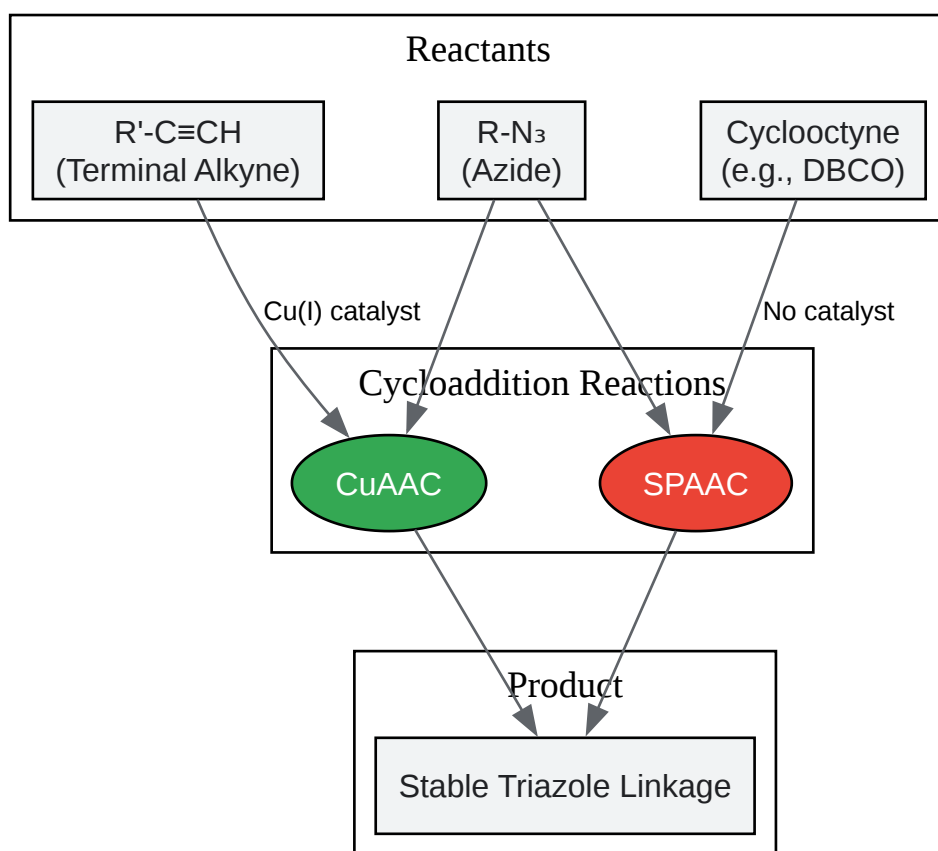 Reactants
R'-C≡CH
(Terminal Alkyne)
R-N₃
(Azide)
Cyclooctyne
(e.g., DBCO)
Cu(I) catalyst
No catalyst
Cycloaddition Reactions
CuAAC
SPAAC
Product
Stable Triazole Linkage